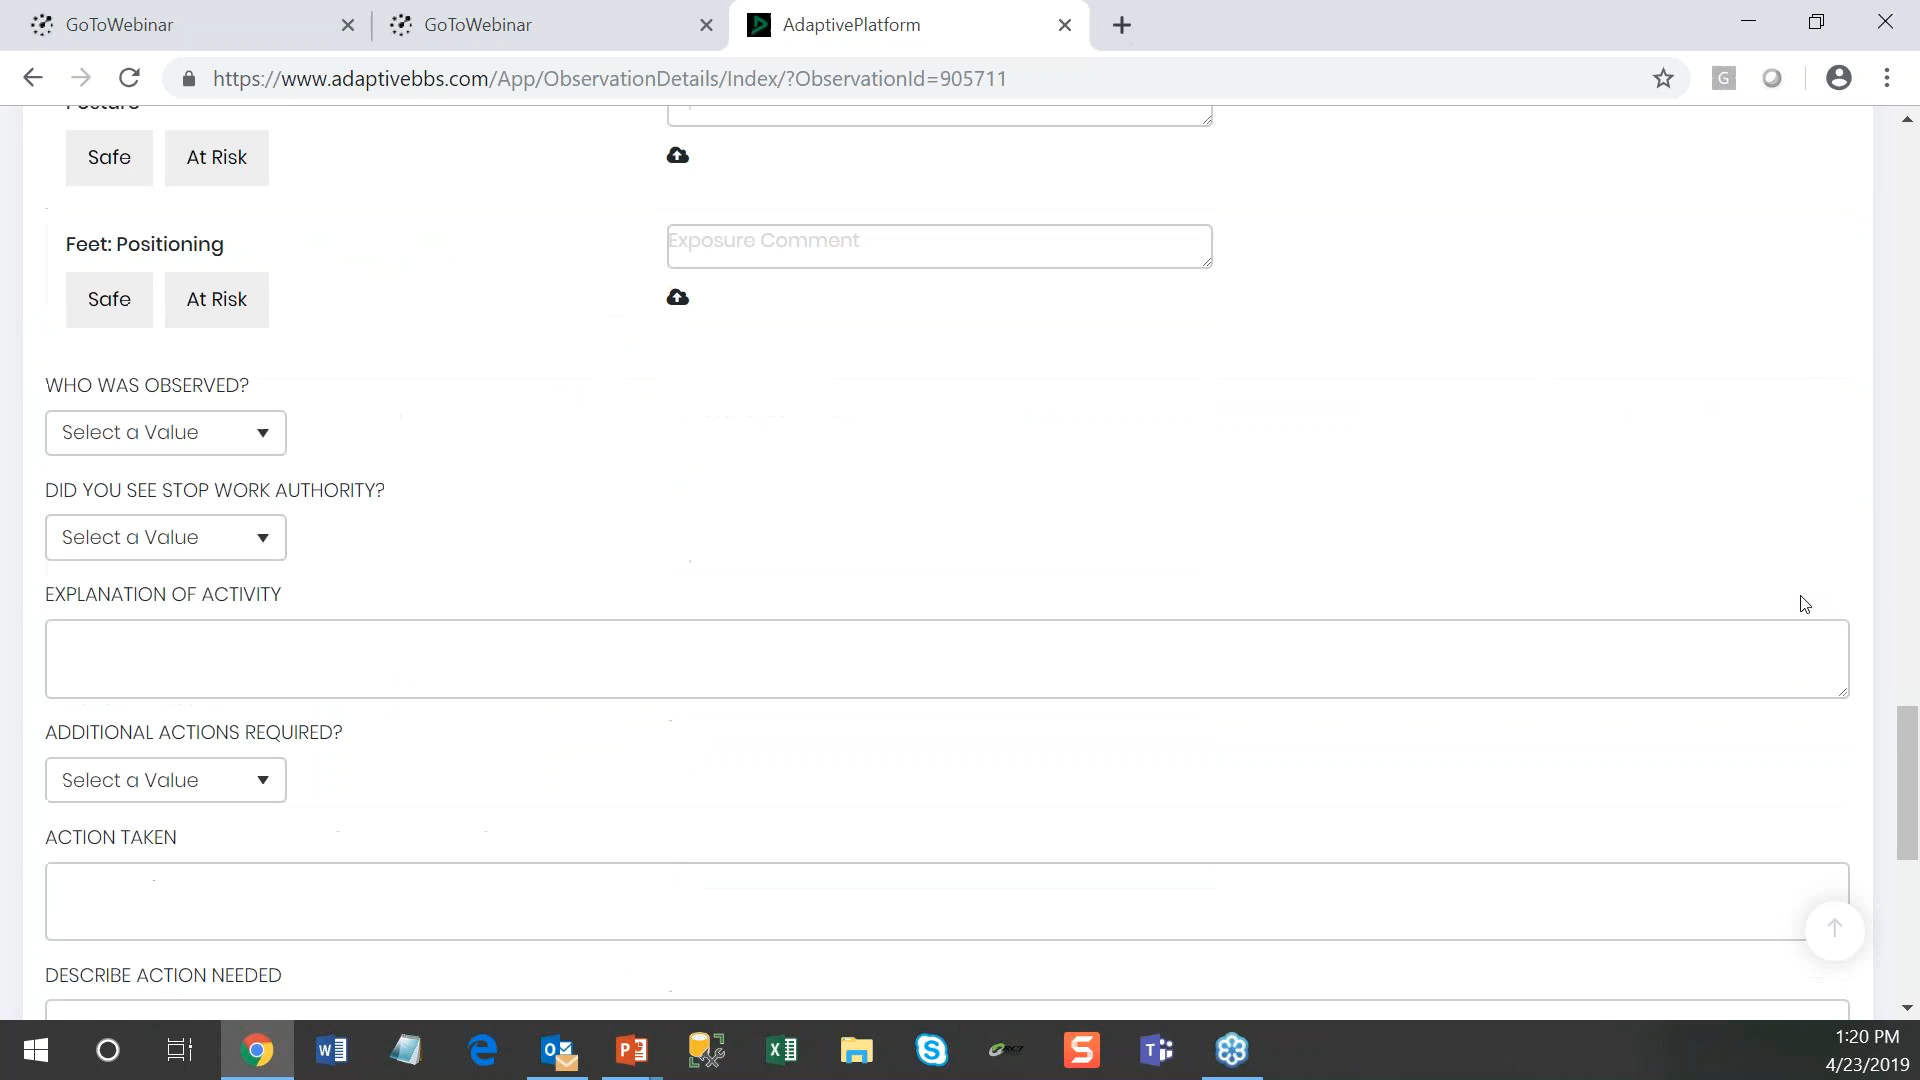 GoToWebinar
GoToWebinar
AdaptivePlatform
https://www.adaptivebbs.com/App/ObservationDetails/Index/?ObservationId=905711
Posture
Safe
At Risk
Feet: Positioning
Exposure Comment
Safe
At Risk
WHO WAS OBSERVED?
Select a Value
DID YOU SEE STOP WORK AUTHORITY?
Select a Value
EXPLANATION OF ACTIVITY
ADDITIONAL ACTIONS REQUIRED?
Select a Value
ACTION TAKEN
DESCRIBE ACTION NEEDED
1:20 PM
4/23/2019